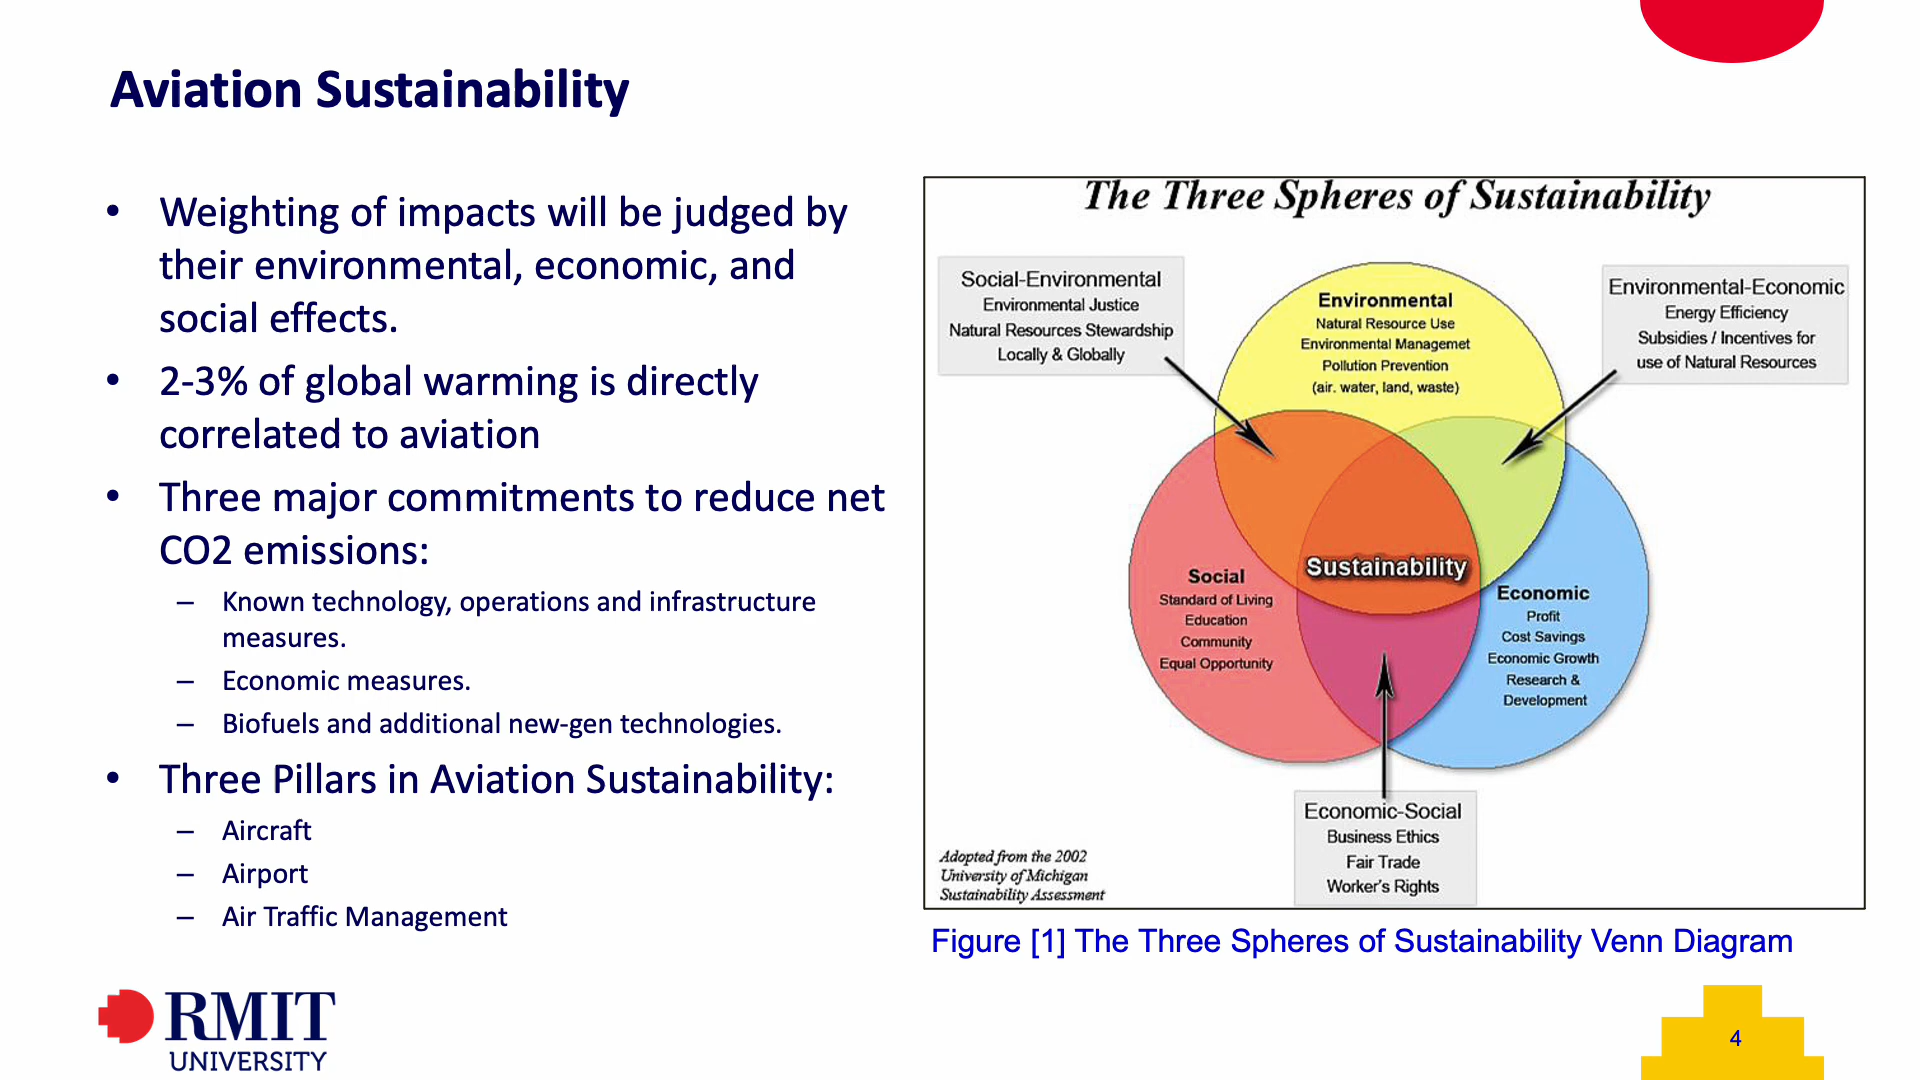 Aviation Sustainability
• Weighting of impacts will be judged by
their environmental, economic, and
social effects.
• 2-3% of global warming is directly
correlated to aviation
• Three major commitments to reduce net
CO2 emissions:
– Known technology, operations and infrastructure
measures.
– Economic measures.
– Biofuels and additional new-gen technologies.
• Three Pillars in Aviation Sustainability:
– Aircraft
– Airport
– Air Traffic Management
The Three Spheres of Sustainability
Social-Environmental
Environmental Justice
Natural Resources Stewardship
Locally & Globally
Environmental
Natural Resource Use
Environmental Managemet
Pollution Prevention
(air. water, land, waste)
Environmental-Economic
Energy Efficiency
Subsidies / Incentives for
use of Natural Resources
Sustainability
Social
Standard of Living
Education
Community
Equal Opportunity
Economic
Profit
Cost Savings
Economic Growth
Research &
Development
Economic-Social
Business Ethics
Fair Trade
Worker's Rights
Adopted from the 2002
University of Michigan
Sustainability Assessment
Figure [1] The Three Spheres of Sustainability Venn Diagram
RMIT
UNIVERSITY
4